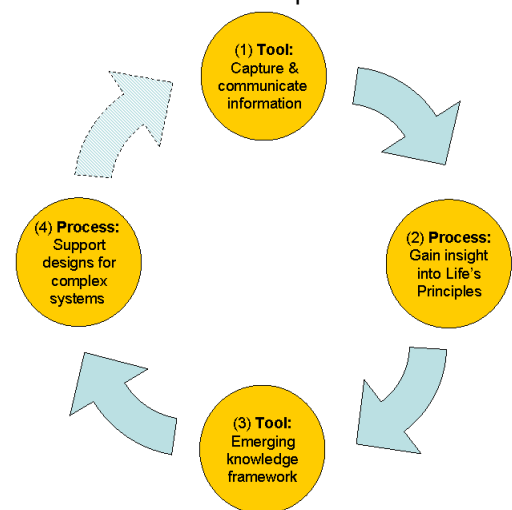 (1) Tool:
Capture &
communicate
information
(2) Process:
Gain insight
into Life's
Principles
(3) Tool:
Emerging
knowledge
framework
(4) Process:
Support
designs for
complex
systems